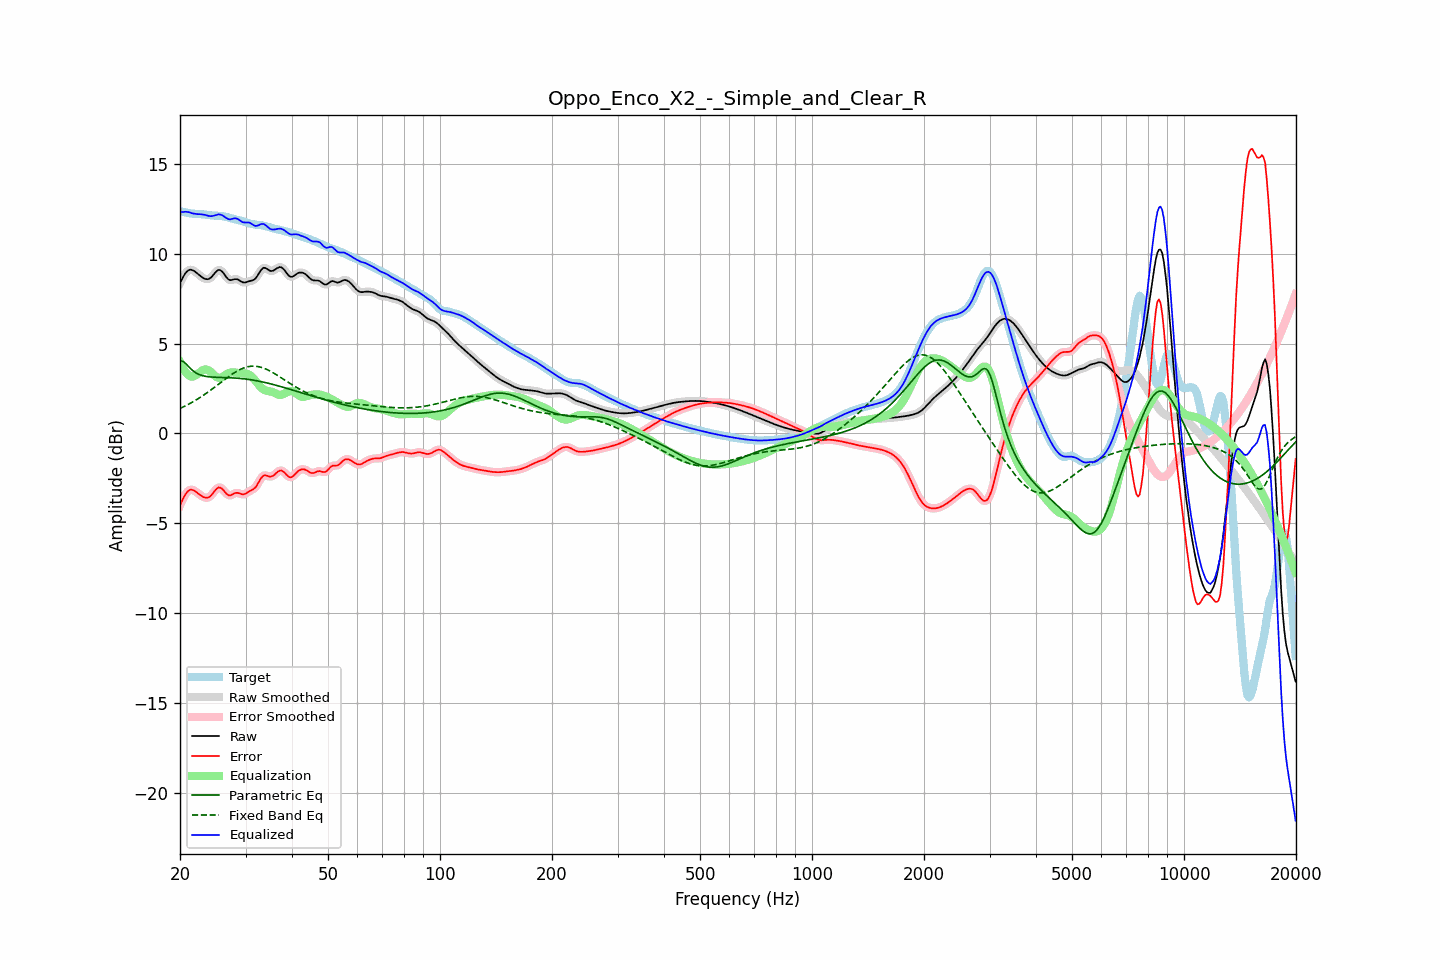 Oppo_Enco_X2_-_Simple_and_Clear_R
Amplitude (dBr)
15
10
5
0
−5
−10
−15
−20
Target
Raw Smoothed
Error Smoothed
Raw
Error
Equalization
Parametric Eq
Fixed Band Eq
Equalized
20 50 100 200 500 1000 2000 5000 10000 20000
Frequency (Hz)